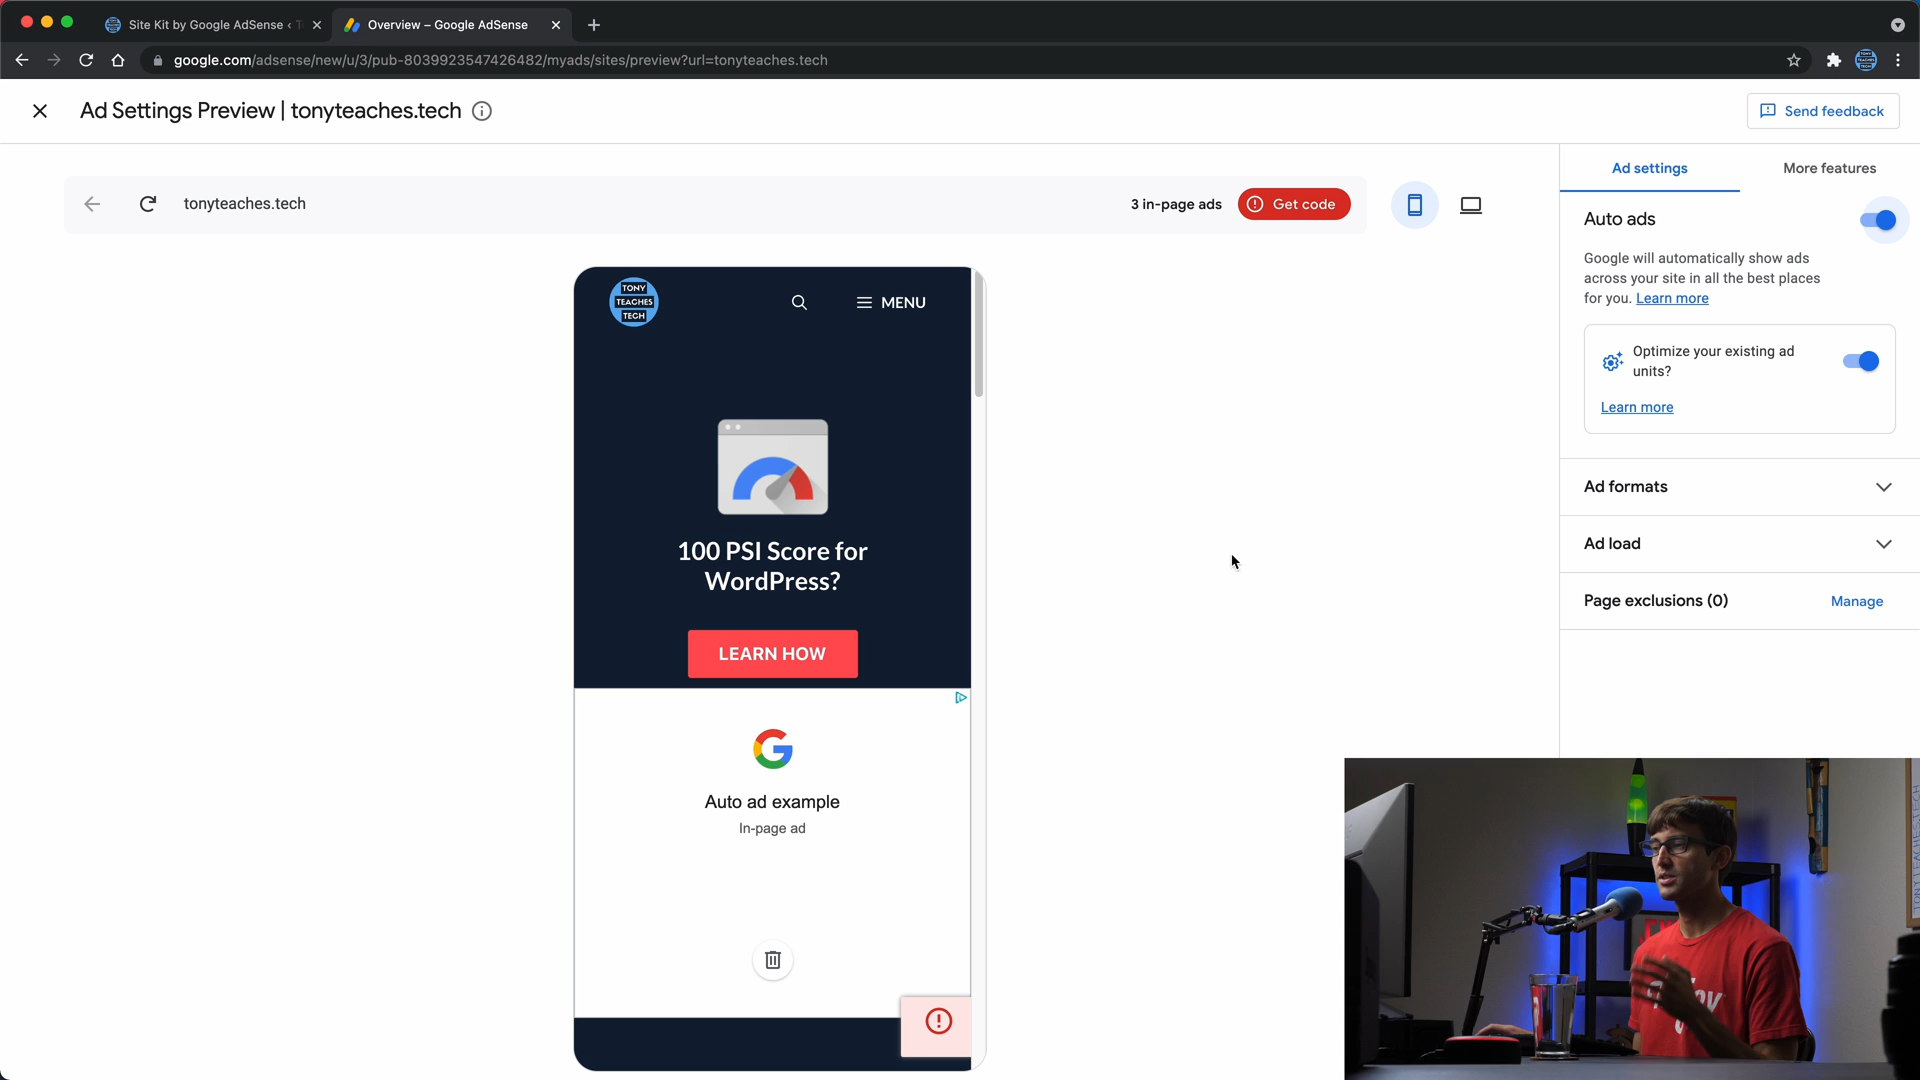 Site Kit by Google AdSense ‹ T
Overview – Google AdSense
google.com/adsense/new/u/3/pub-8039923547426482/myads/sites/preview?url=tonyteaches.tech
Ad Settings Preview | tonyteaches.tech
Send feedback
tonyteaches.tech
3 in-page ads
Get code
Ad settings
More features
Auto ads
Google will automatically show ads
across your site in all the best places
for you. Learn more
Optimize your existing ad
units?
Learn more
Ad formats
Ad load
Page exclusions (0)
Manage
TONY
TEACHES
TECH
MENU
100 PSI Score for
WordPress?
LEARN HOW
Auto ad example
In-page ad